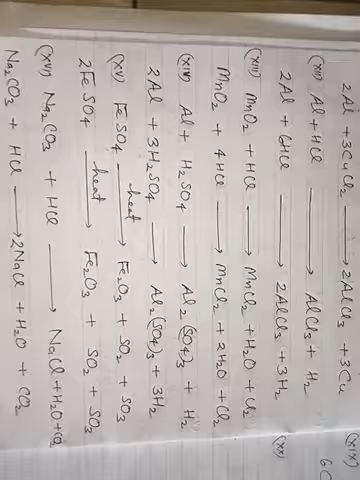 2Al + 3CuCl2 → 2AlCl3 + 3Cu
(XII) Al + HCl → AlCl3 + H2
2Al + 6HCl → 2AlCl3 + 3H2
(XIII) MnO2 + HCl → MnCl2 + H2O + Cl2
MnO2 + 4HCl → MnCl2 + 2H2O + Cl2
(XIV) Al + H2SO4 → Al2(SO4)3 + H2
2Al + 3H2SO4 → Al2(SO4)3 + 3H2
(XV) FeSO4 heat → Fe2O3 + SO2 + SO3
2FeSO4 heat → Fe2O3 + SO2 + SO3
(XVI) Na2CO3 + HCl → NaCl + H2O + CO2
Na2CO3 + HCl → 2NaCl + H2O + CO2
(XIX)
6C
(XX)